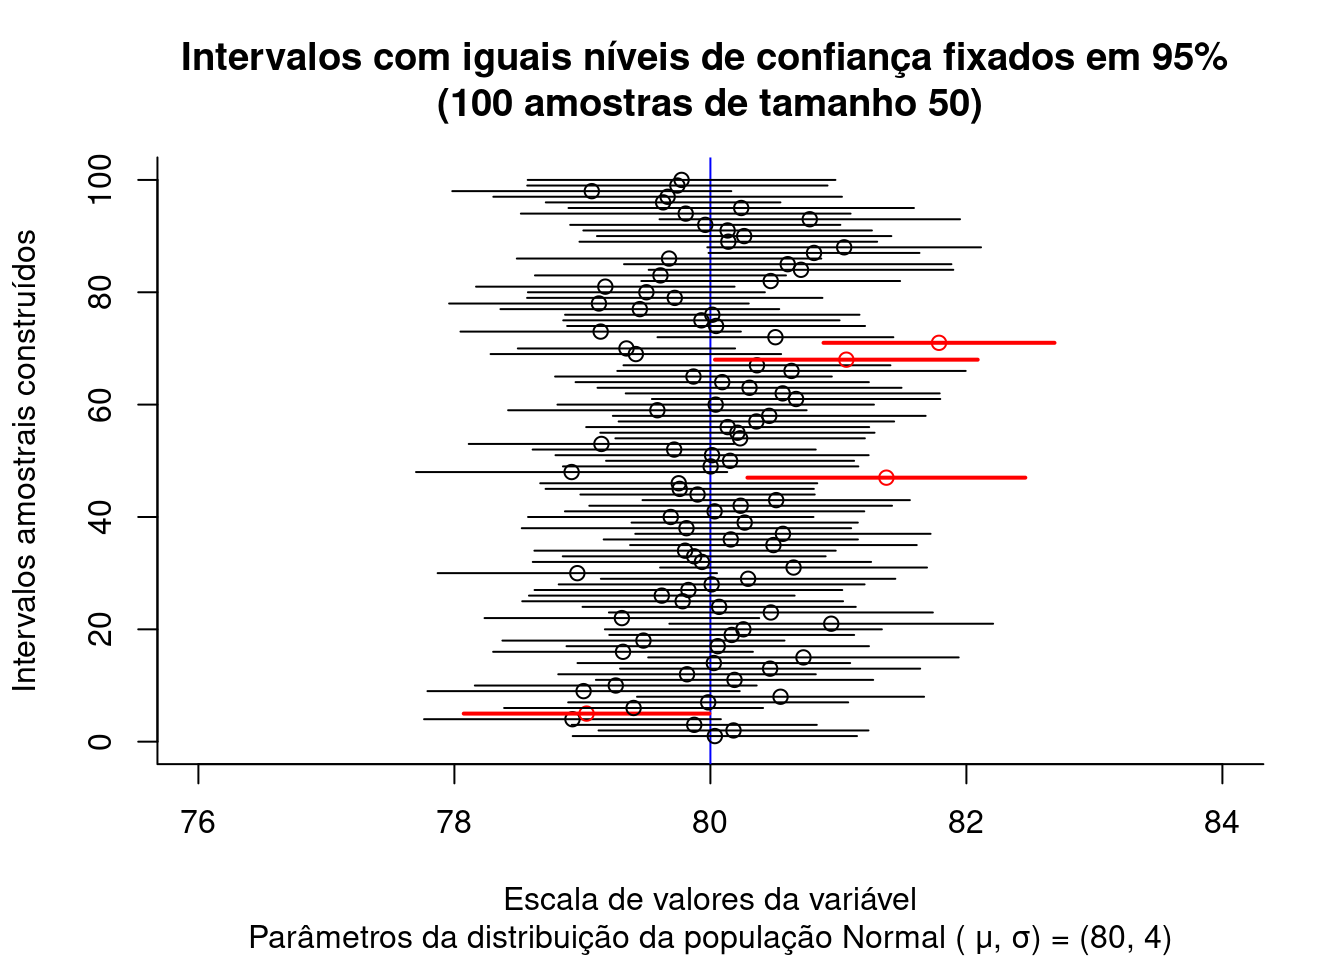 Intervalos com iguais níveis de confiança fixados em 95%
(100 amostras de tamanho 50)
Intervalos amostrais construídos
100
80
60
40
20
0
76 78 80 82 84
Escala de valores da variável
Parâmetros da distribuição da população Normal ( μ, σ) = (80, 4)